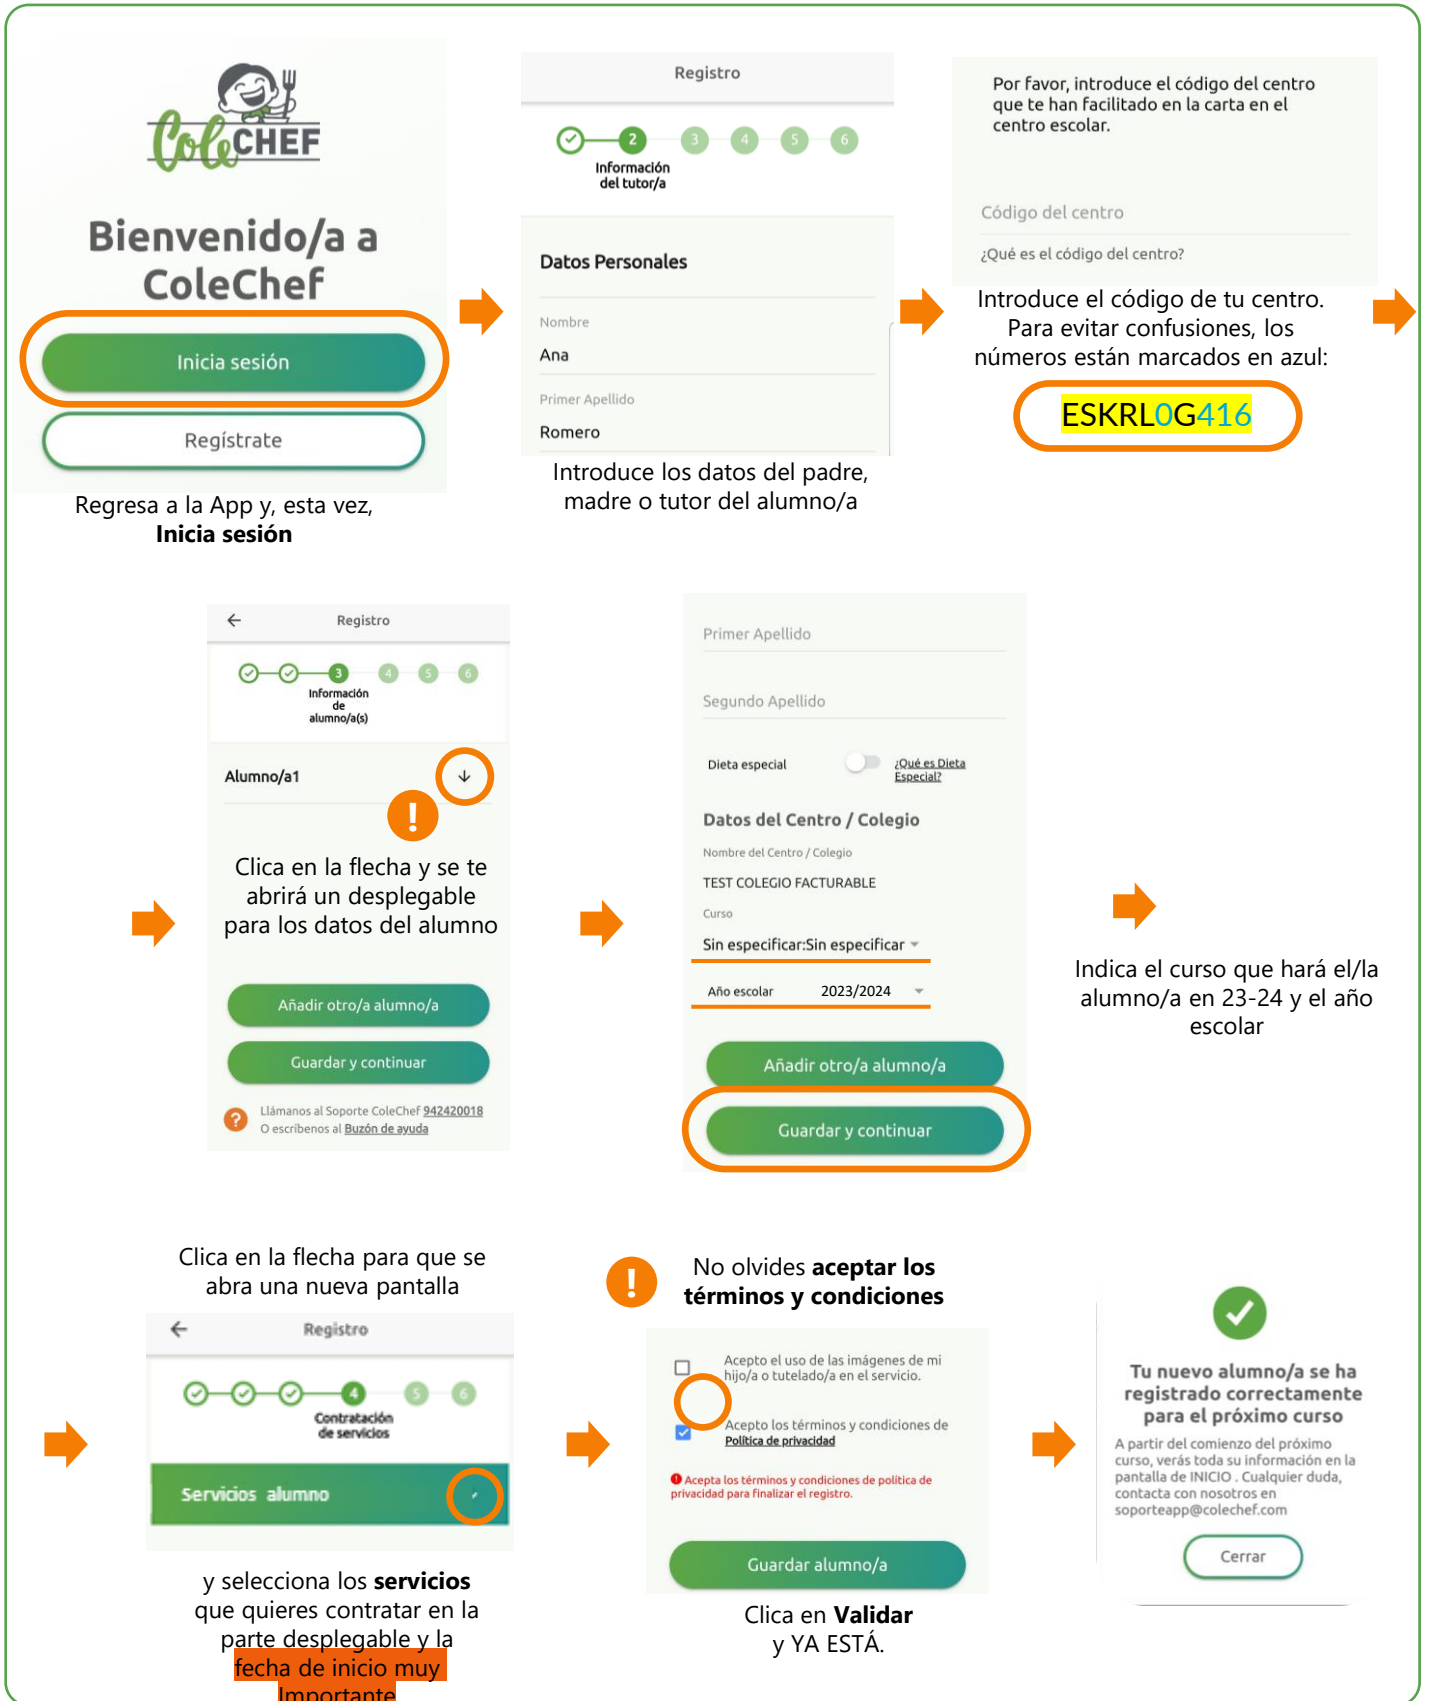 ColeCHEF
Bienvenido/a a
ColeChef
Inicia sesión
Regístrate
Regresa a la App y, esta vez,
Inicia sesión
Registro
2 3 4 5 6
Información
del tutor/a
Datos Personales
Nombre
Ana
Primer Apellido
Romero
Introduce los datos del padre,
madre o tutor del alumno/a
Por favor, introduce el código del centro
que te han facilitado en la carta en el
centro escolar.
Código del centro
¿Qué es el código del centro?
Introduce el código de tu centro.
Para evitar confusiones, los
números están marcados en azul:
ESKRL0G416
Registro
3 4 5 6
Información
de
alumno/a(s)
Alumno/a1
!
Clica en la flecha y se te
abrirá un desplegable
para los datos del alumno
Añadir otro/a alumno/a
Guardar y continuar
? Llámanos al Soporte ColeChef 942420018
O escríbenos al Buzón de ayuda
Primer Apellido
Segundo Apellido
Dieta especial ¿Qué es Dieta
Especial?
Datos del Centro / Colegio
Nombre del Centro / Colegio
TEST COLEGIO FACTURABLE
Curso
Sin especificar:Sin especificar
Año escolar 2023/2024
Añadir otro/a alumno/a
Guardar y continuar
Indica el curso que hará el/la
alumno/a en 23-24 y el año
escolar
Clica en la flecha para que se
abra una nueva pantalla
Registro
4 5 6
Contratación
de servicios
Servicios alumno
y selecciona los servicios
que quieres contratar en la
parte desplegable y la
fecha de inicio muy
Importante
!
No olvides aceptar los
términos y condiciones
Acepto el uso de las imágenes de mi
hijo/a o tutelado/a en el servicio.
Acepto los términos y condiciones de
Política de privacidad
! Acepta los términos y condiciones de política de
privacidad para finalizar el registro.
Guardar alumno/a
Clica en Validar
y YA ESTÁ.
Tu nuevo alumno/a se ha
registrado correctamente
para el próximo curso
A partir del comienzo del próximo
curso, verás toda su información en la
pantalla de INICIO . Cualquier duda,
contacta con nosotros en
soporteapp@colechef.com
Cerrar